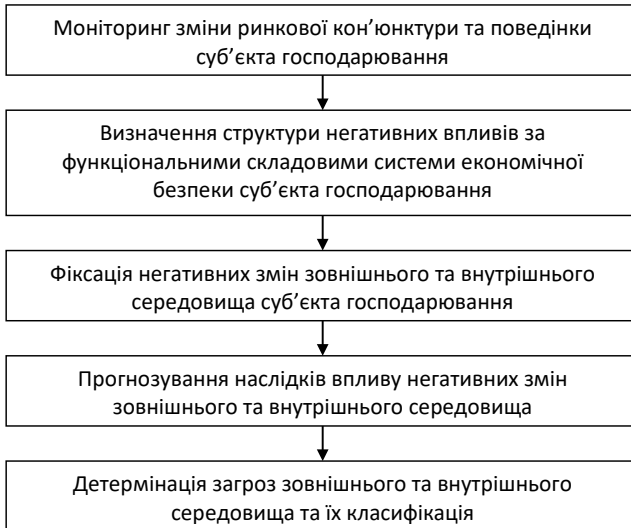 Моніторинг зміни ринкової кон’юнктури та поведінки
суб’єкта господарювання
Визначення структури негативних впливів за
функціональними складовими системи економічної
безпеки суб’єкта господарювання
Фіксація негативних змін зовнішнього та внутрішнього
середовища суб’єкта господарювання
Прогнозування наслідків впливу негативних змін
зовнішнього та внутрішнього середовища
Детермінація загроз зовнішнього та внутрішнього
середовища та їх класифікація